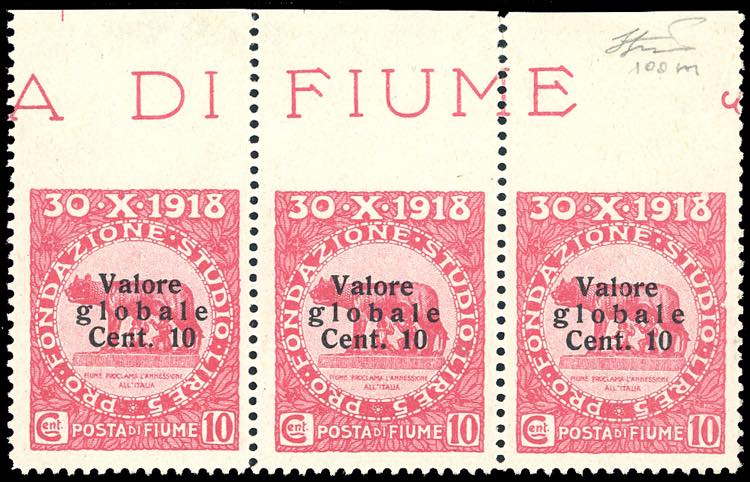 A DI FIUME
100 m
30·X·1918
PRO·FONDAZIONE·STUDIO·LIRE 5
Valore
globale
Cent. 10
FIUME PROCLAMA L'ANNESSIONE
ALL'ITALIA
Cent. POSTA DI FIUME 10
30·X·1918
PRO·FONDAZIONE·STUDIO·LIRE 5
Valore
globale
Cent. 10
FIUME PROCLAMA L'ANNESSIONE
ALL'ITALIA
Cent. POSTA DI FIUME 10
30·X·1918
PRO·FONDAZIONE·STUDIO·LIRE 5
Valore
globale
Cent. 10
FIUME PROCLAMA L'ANNESSIONE
ALL'ITALIA
Cent. POSTA DI FIUME 10